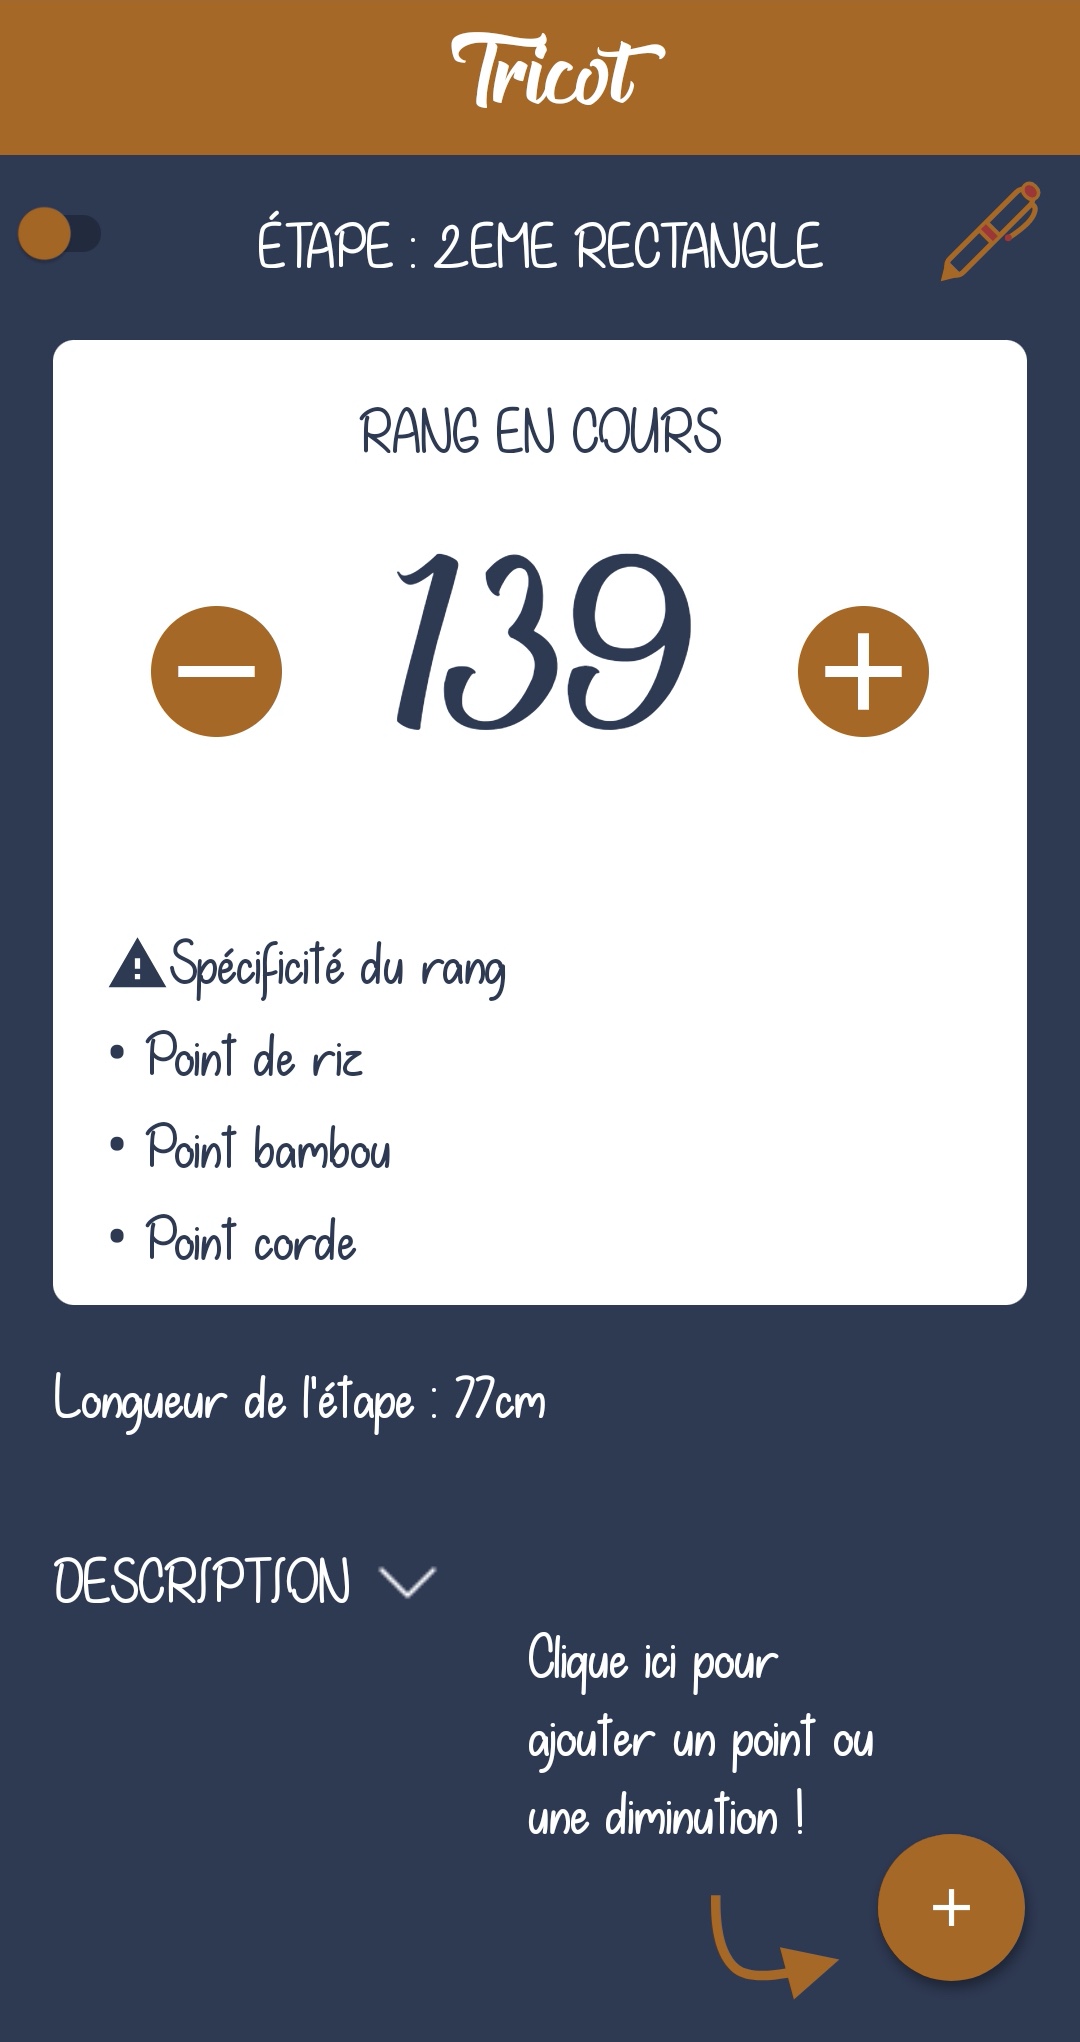 Tricot
ÉTAPE : 2EME RECTANGLE
RANG EN COURS
139
Spécificité du rang
• Point de riz
• Point bambou
• Point corde
Longueur de l'étape : 77cm
DESCRIPTION
Clique ici pour
ajouter un point ou
une diminution !